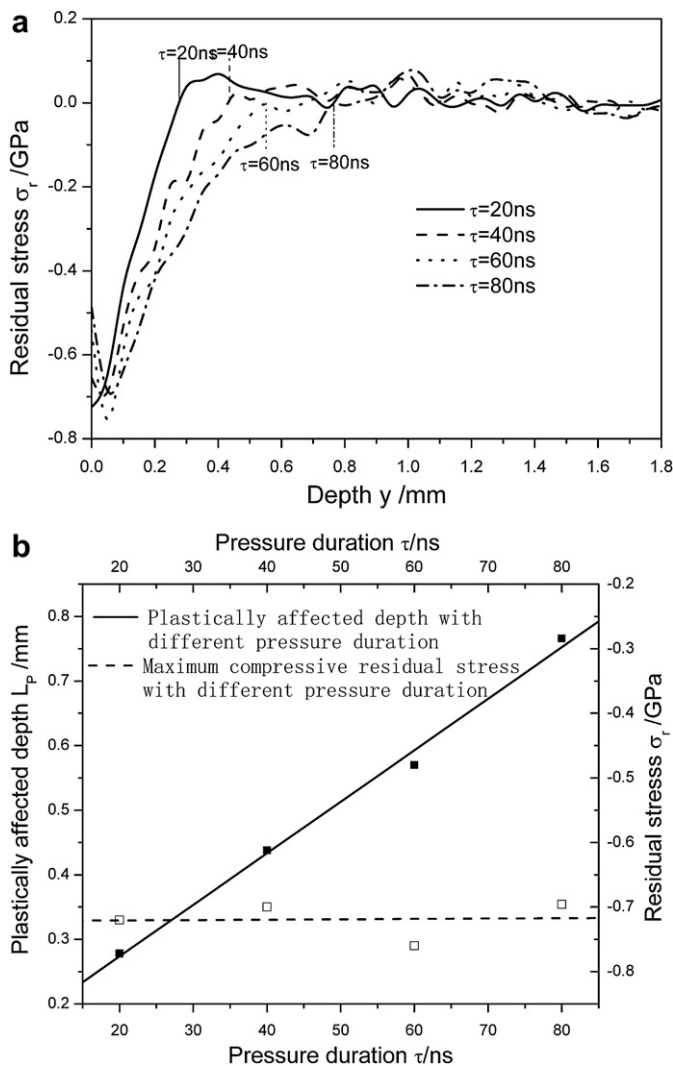 a
τ=20ns
τ=40ns
0.0
-0.2
-0.4
-0.6
-0.8
Residual stress σr /GPa
τ=60ns
τ=80ns
τ=20ns
τ=40ns
τ=60ns
τ=80ns
0.0 0.2 0.4 0.6 0.8 1.0 1.2 1.4 1.6 1.8
Depth y /mm
b
Pressure duration τ/ns
20 30 40 50 60 70 80
0.8
0.7
0.6
0.5
0.4
0.3
0.2
Plastically affected depth LP /mm
Plastically affected depth with
different pressure duration
Maximum compressive residual stress
with different pressure duration
-0.2
-0.3
-0.4
-0.5
-0.6
-0.7
-0.8
Residual stresss σr /GPa
20 30 40 50 60 70 80
Pressure duration τ/ns